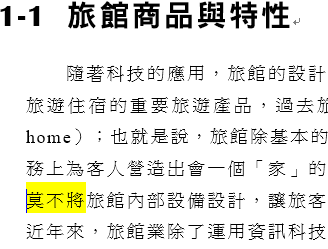 1-1 旅館商品與特性
隨著科技的應用，旅館的設計
旅遊住宿的重要旅遊產品，過去旅
home）；也就是說，旅館除基本的
務上為客人營造出會一個「家」的
莫不將旅館內部設備設計，讓旅客
近年來，旅館業除了運用資訊科技